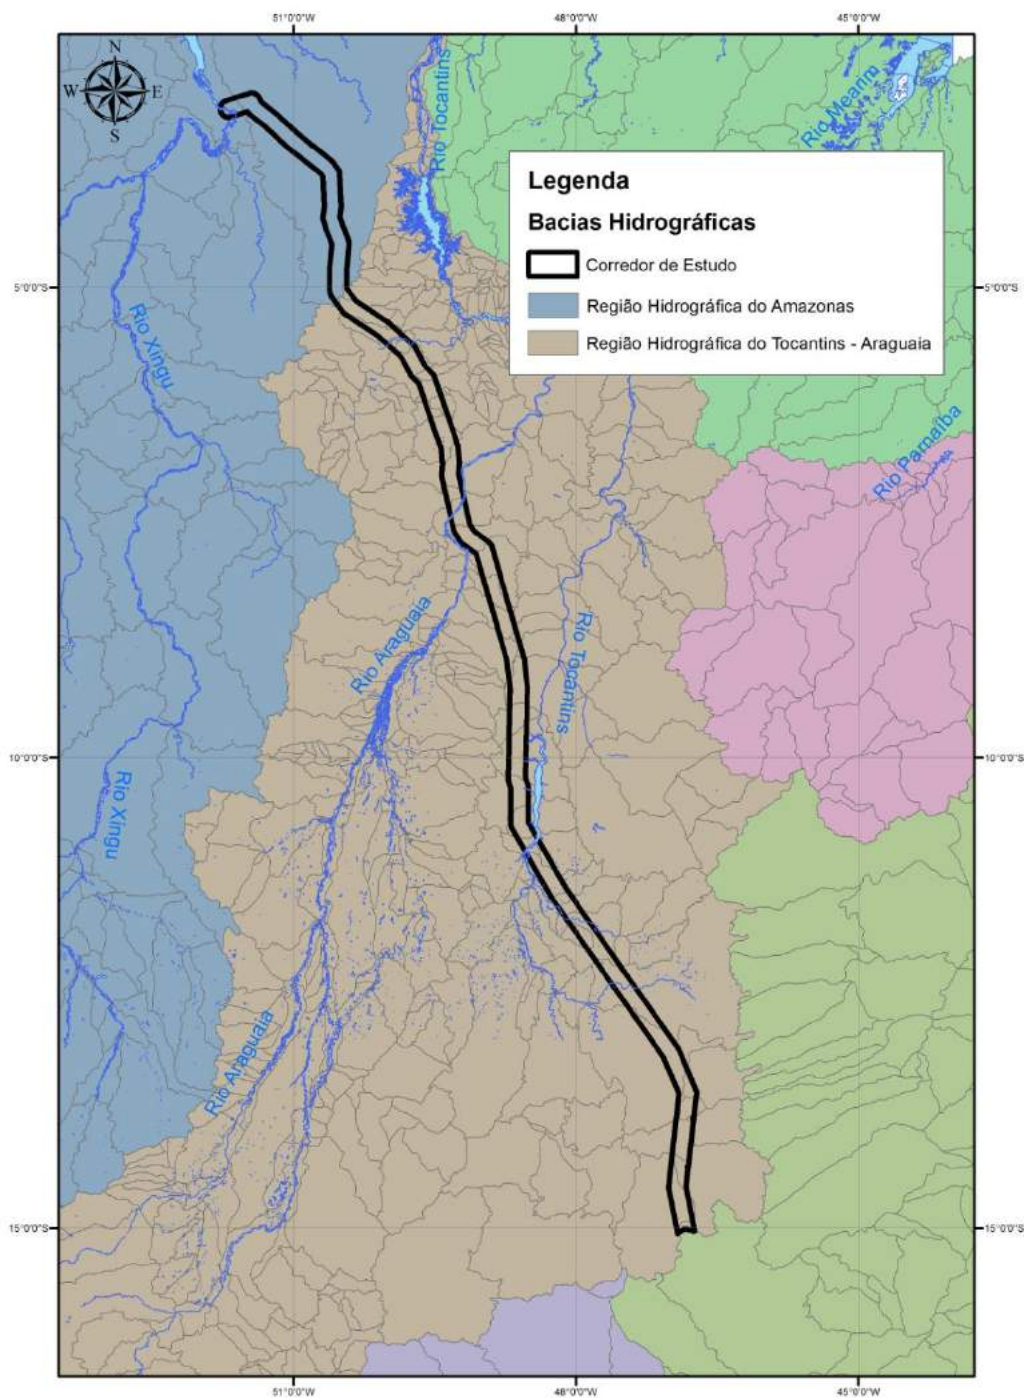 51°0'0"W
48°0'0"W
45°0'0"W
N
W
E
S
Rio Tocantins
Rio Mearim
Legenda
Bacias Hidrográficas
Corredor de Estudo
5°0'0"S
5°0'0"S
Região Hidrográfica do Amazonas
Região Hidrográfica do Tocantins - Araguaia
Rio Xingu
Rio Parnaíba
Rio Araguaia
Rio Tocantins
10°0'0"S
10°0'0"S
Rio Xingu
Rio Araguaia
15°0'0"S
15°0'0"S
51°0'0"W
48°0'0"W
45°0'0"W